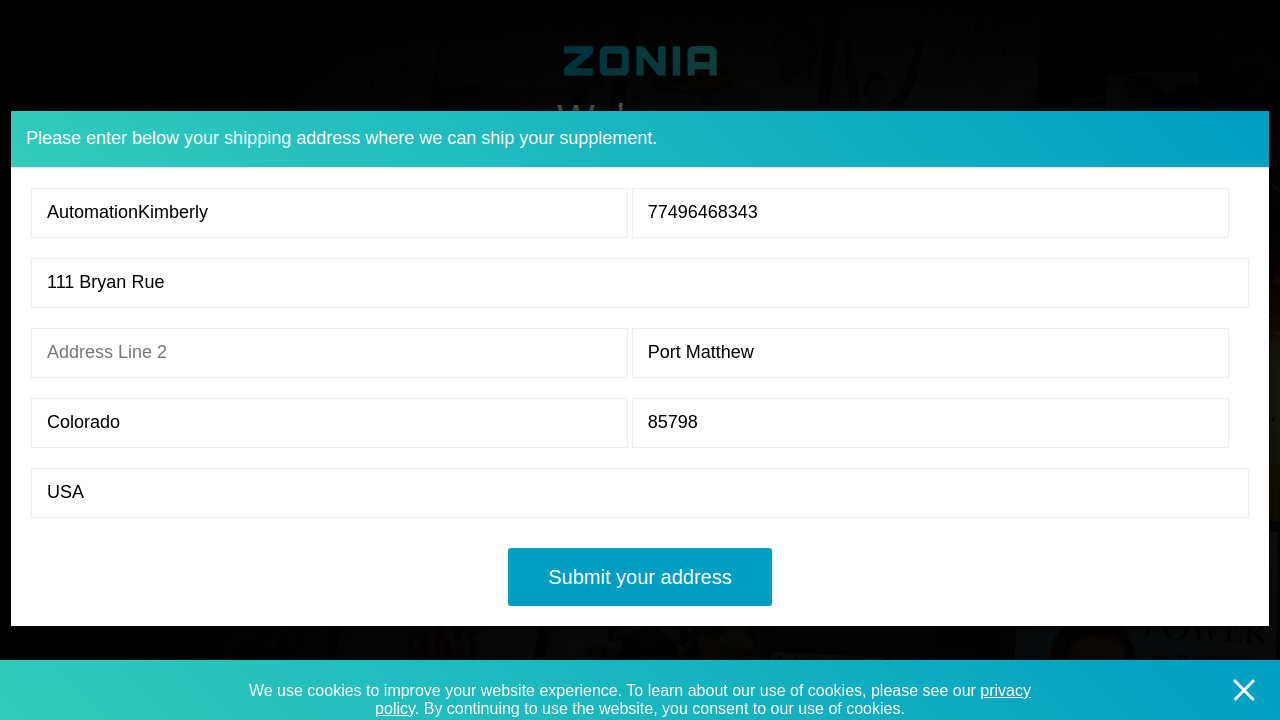 ZONIA
Please enter below your shipping address where we can ship your supplement.
AutomationKimberly
77496468343
111 Bryan Rue
Address Line 2
Port Matthew
Colorado
85798
USA
Submit your address
We use cookies to improve your website experience. To learn about our use of cookies, please see our privacy
policy. By continuing to use the website, you consent to our use of cookies.